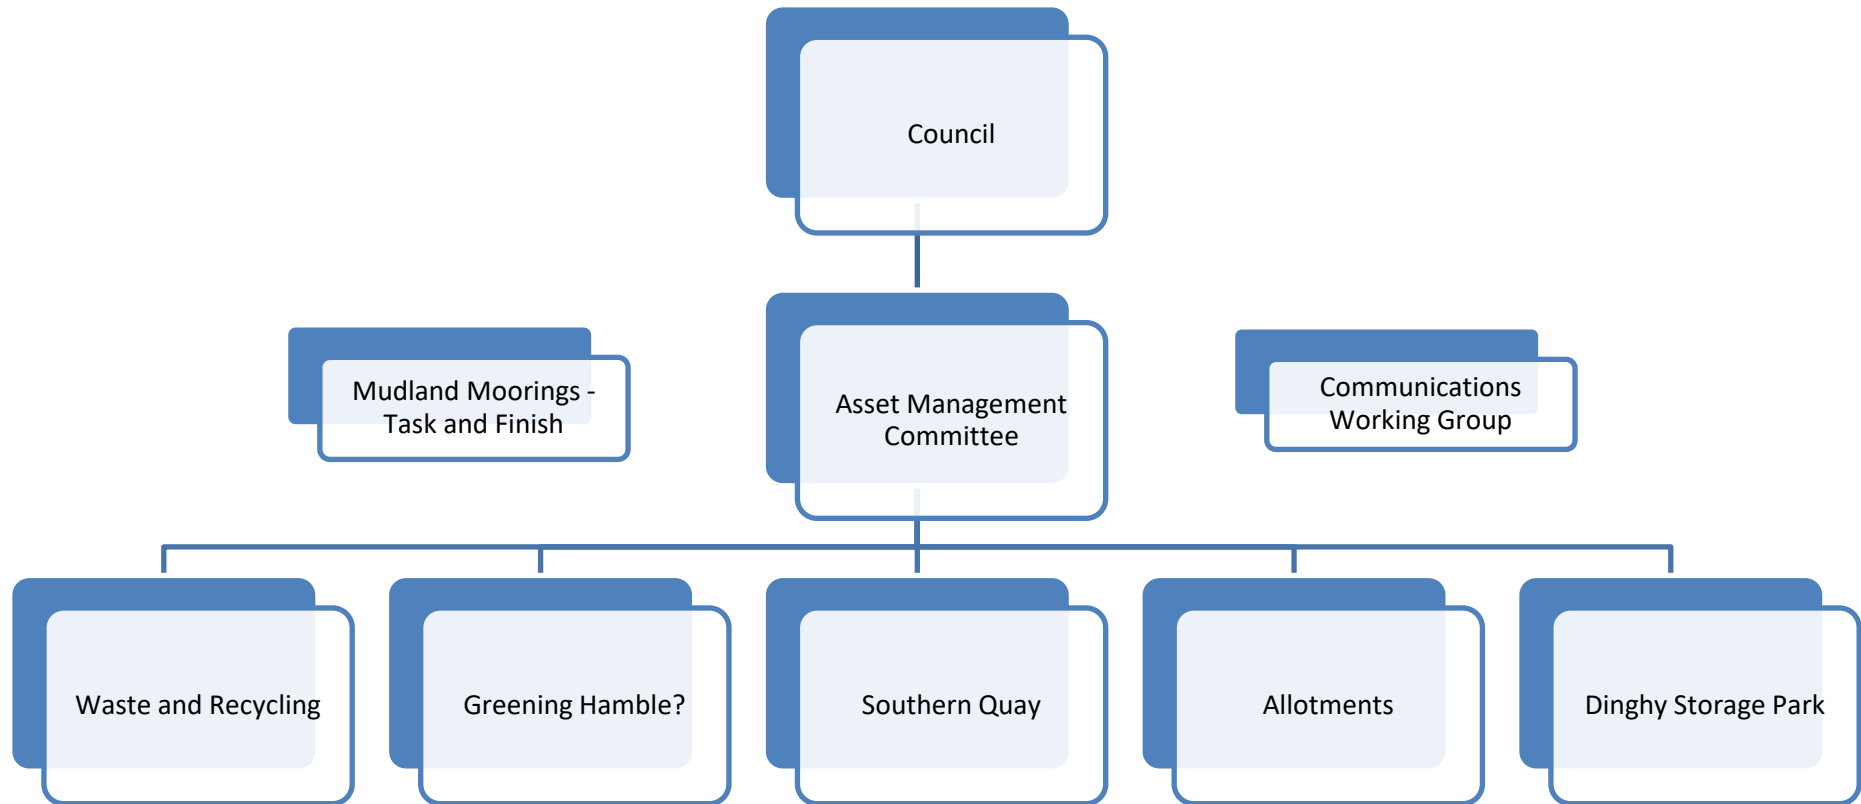 Council
Mudland Moorings -
Task and Finish
Asset Management
Committee
Communications
Working Group
Waste and Recycling
Greening Hamble?
Southern Quay
Allotments
Dinghy Storage Park